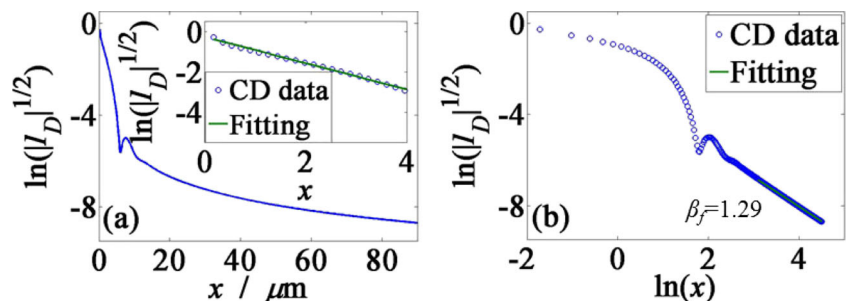 0
-4
-8
ln(|I_D|^{1/2})
(a)
0 20 40 60 80
x / μm
ln(|I_D|^{1/2})
0
-2
-4
CD data
Fitting
0 2 4
x
0
-4
-8
ln(|I_D|^{1/2})
CD data
Fitting
β_f=1.29
(b)
-2 0 2 4
ln(x)